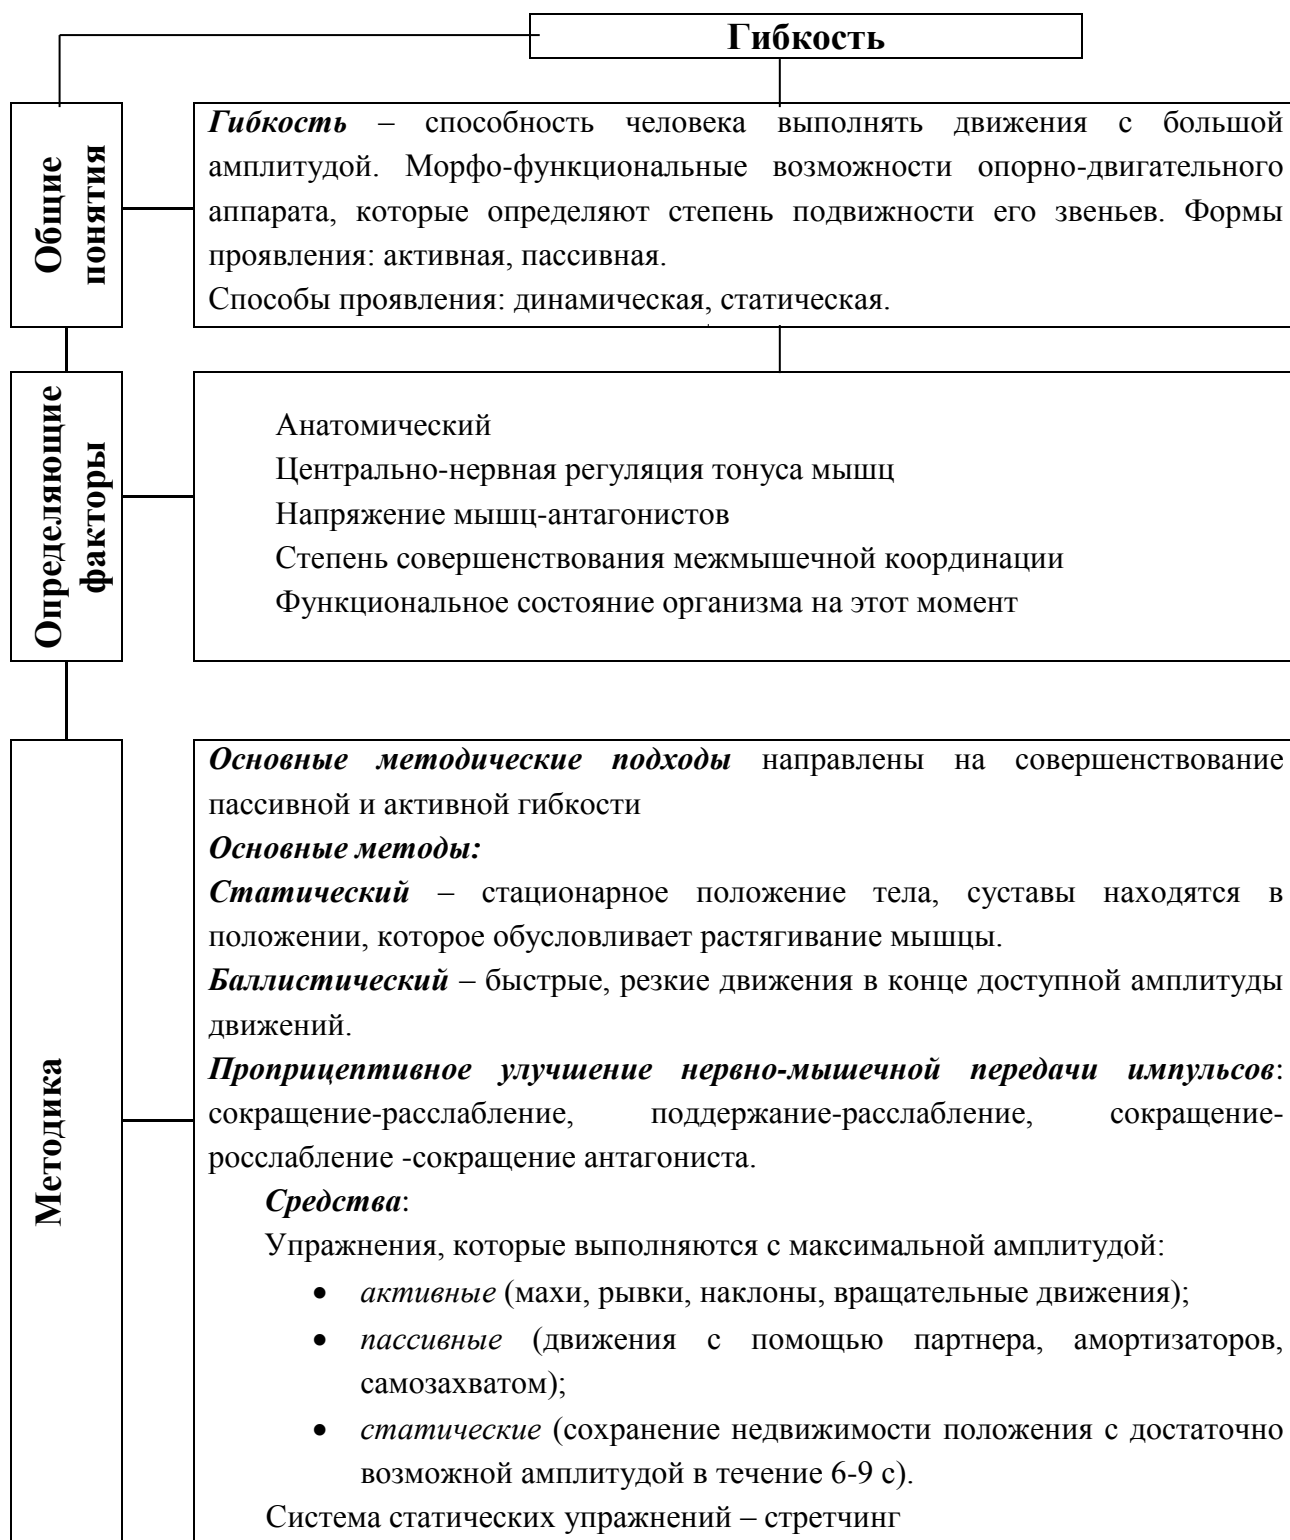 Гибкость
Общие
понятия
Гибкость – способность человека выполнять движения с большой
амплитудой. Морфо-функциональные возможности опорно-двигательного
аппарата, которые определяют степень подвижности его звеньев. Формы
проявления: активная, пассивная.
Способы проявления: динамическая, статическая.
Определяющие
факторы
Анатомический
Центрально-нервная регуляция тонуса мышц
Напряжение мышц-антагонистов
Степень совершенствования межмышечной координации
Функциональное состояние организма на этот момент
Методика
Основные методические подходы направлены на совершенствование
пассивной и активной гибкости
Основные методы:
Статический – стационарное положение тела, суставы находятся в
положении, которое обусловливает растягивание мышцы.
Баллистический – быстрые, резкие движения в конце доступной амплитуды
движений.
Проприцептивное улучшение нервно-мышечной передачи импульсов:
сокращение-расслабление, поддержание-расслабление, сокращение-
росслабление -сокращение антагониста.
Средства:
Упражнения, которые выполняются с максимальной амплитудой:
• активные (махи, рывки, наклоны, вращательные движения);
• пассивные (движения с помощью партнера, амортизаторов,
самозахватом);
• статические (сохранение недвижимости положения с достаточно
возможной амплитудой в течение 6-9 с).
Система статических упражнений – стретчинг